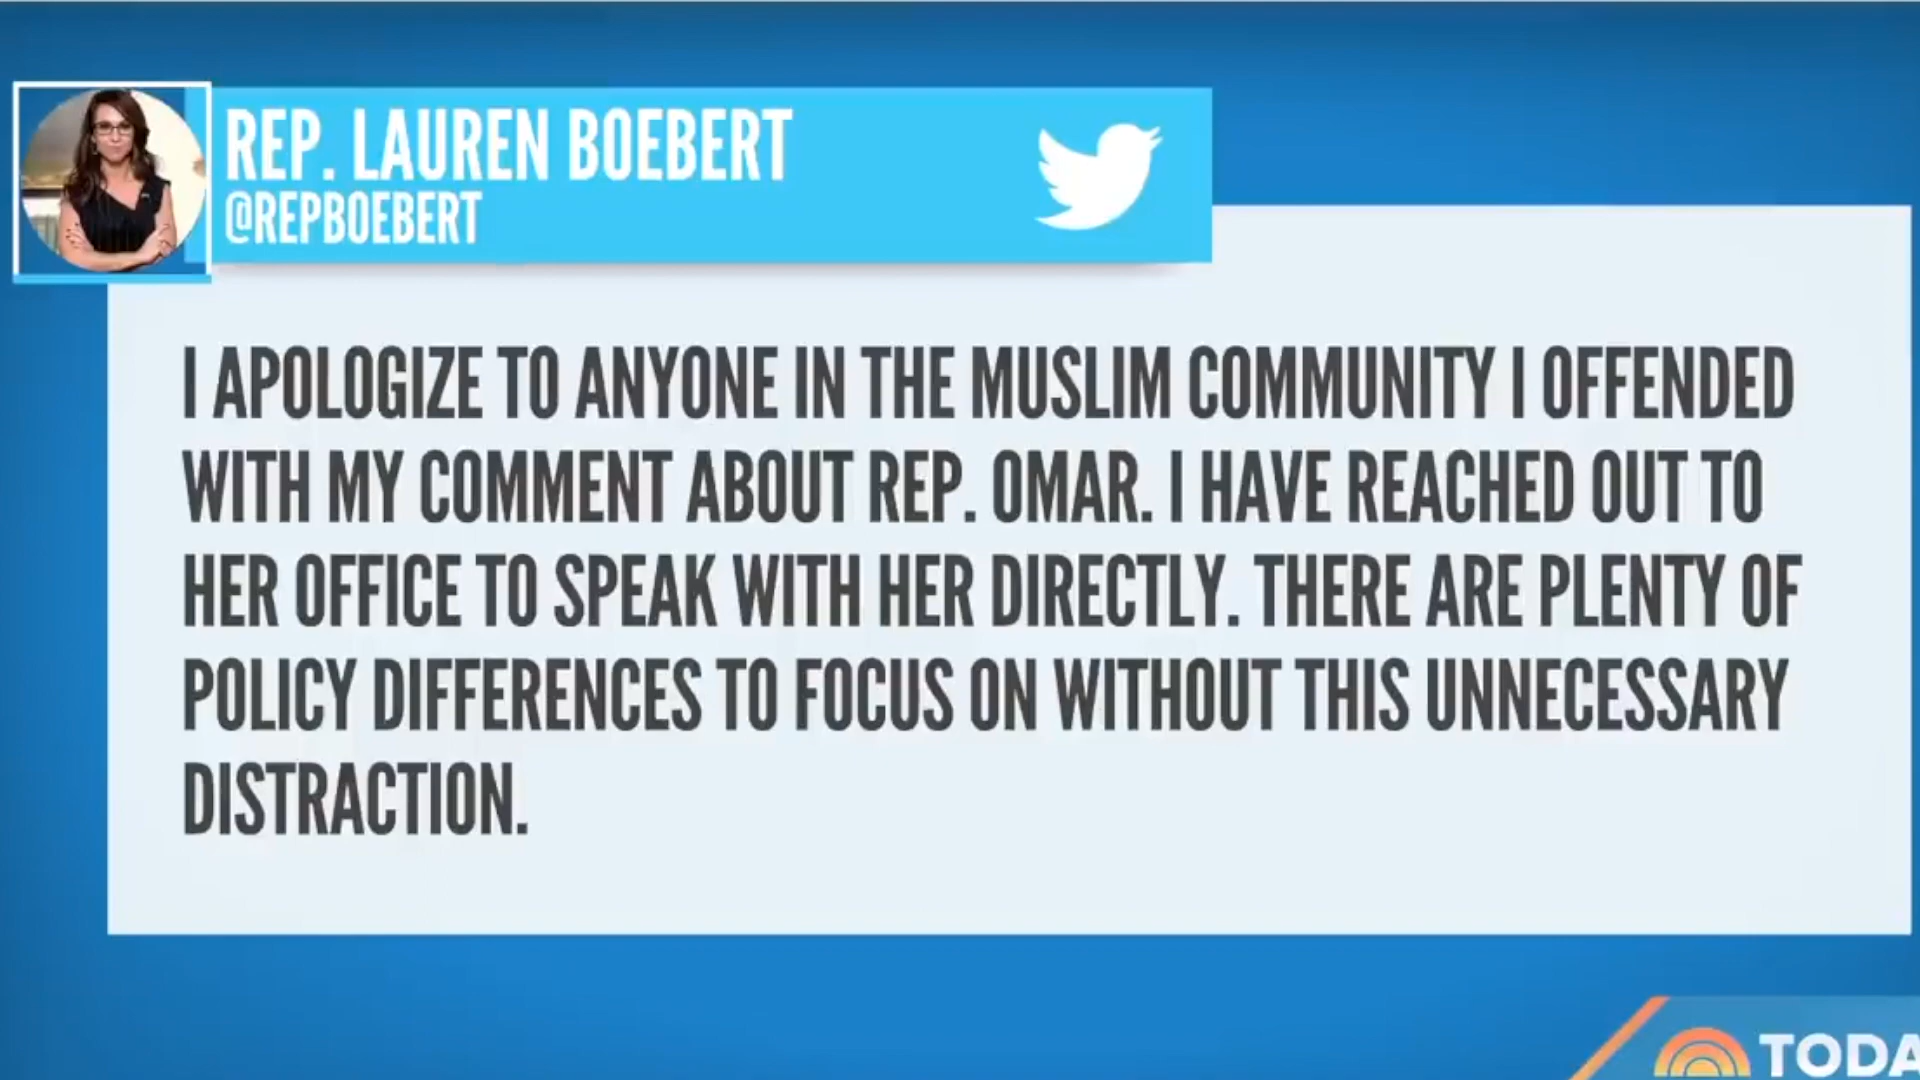 REP. LAUREN BOEBERT
@REPBOEBERT
I APOLOGIZE TO ANYONE IN THE MUSLIM COMMUNITY I OFFENDED
WITH MY COMMENT ABOUT REP. OMAR. I HAVE REACHED OUT TO
HER OFFICE TO SPEAK WITH HER DIRECTLY. THERE ARE PLENTY OF
POLICY DIFFERENCES TO FOCUS ON WITHOUT THIS UNNECESSARY
DISTRACTION.
TODA